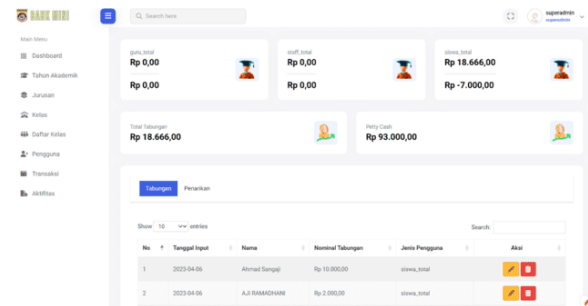 BANK MINI
Search here
superadmin
superadmin
Main Menu
Dashboard
Tahun Akademik
Jurusan
Kelas
Daftar Kelas
Pengguna
Transaksi
Aktifitas
guru_total
Rp 0,00
Rp 0,00
staff_total
Rp 0,00
Rp 0,00
siswa_total
Rp 18.666,00
Rp -7.000,00
Total Tabungan
Rp 18.666,00
Petty Cash
Rp 93.000,00
Tabungan Penarikan
Show 10 entries Search:
No Tanggal Input Nama Nominal Tabungan Jenis Pengguna Aksi
1 2023-04-06 Ahmad Sangaji Rp 10.000,00 siswa_total
2 2023-04-06 AJI RAMADHANI Rp 2.000,00 siswa_total